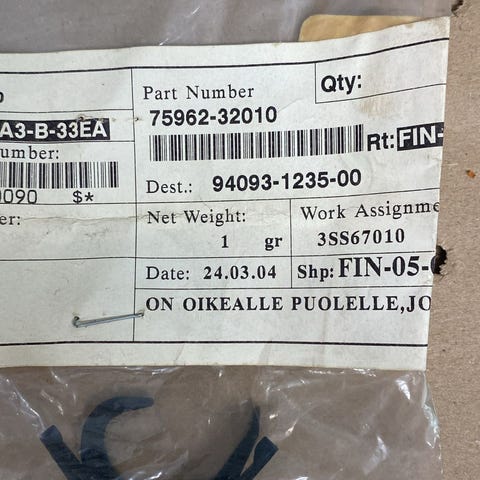 Part Number
Qty:
75962-32010
A3-B-33EA
umber:
Rt: FIN-
0090 $*
Dest.: 94093-1235-00
er:
Net Weight:
1 gr
Work Assignme
3SS67010
Date: 24.03.04
Shp: FIN-05-
ON OIKEALLE PUOLELLE,JO